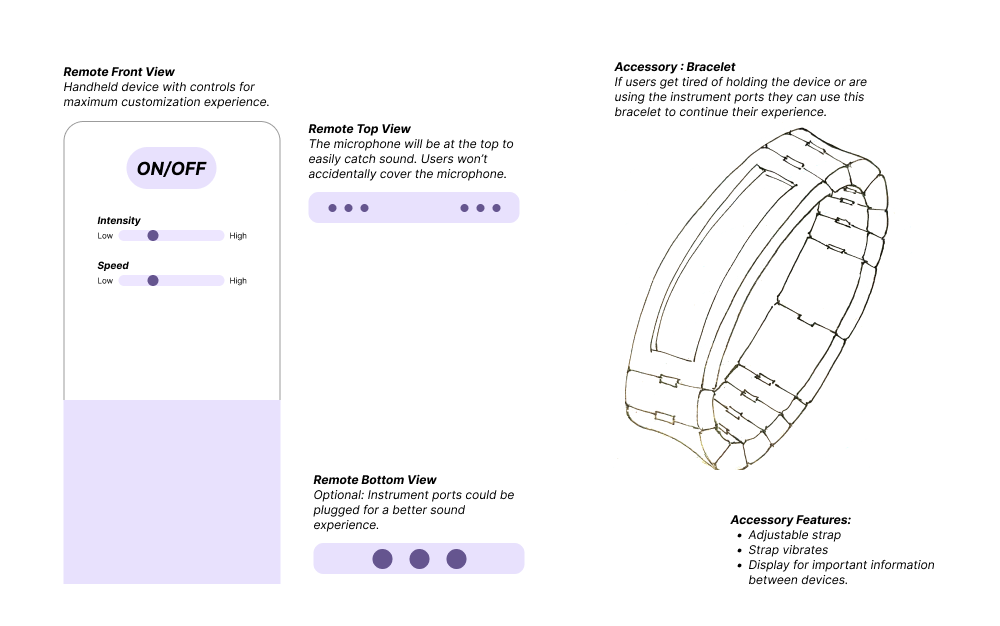 Remote Front View
Handheld device with controls for
maximum customization experience.
ON/OFF
Intensity
Low High
Speed
Low High
Remote Top View
The microphone will be at the top to
easily catch sound. Users won't
accidentally cover the microphone.
Remote Bottom View
Optional: Instrument ports could be
plugged for a better sound
experience.
Accessory : Bracelet
If users get tired of holding the device or are
using the instrument ports they can use this
bracelet to continue their experience.
Accessory Features:
• Adjustable strap
• Strap vibrates
• Display for important information
between devices.